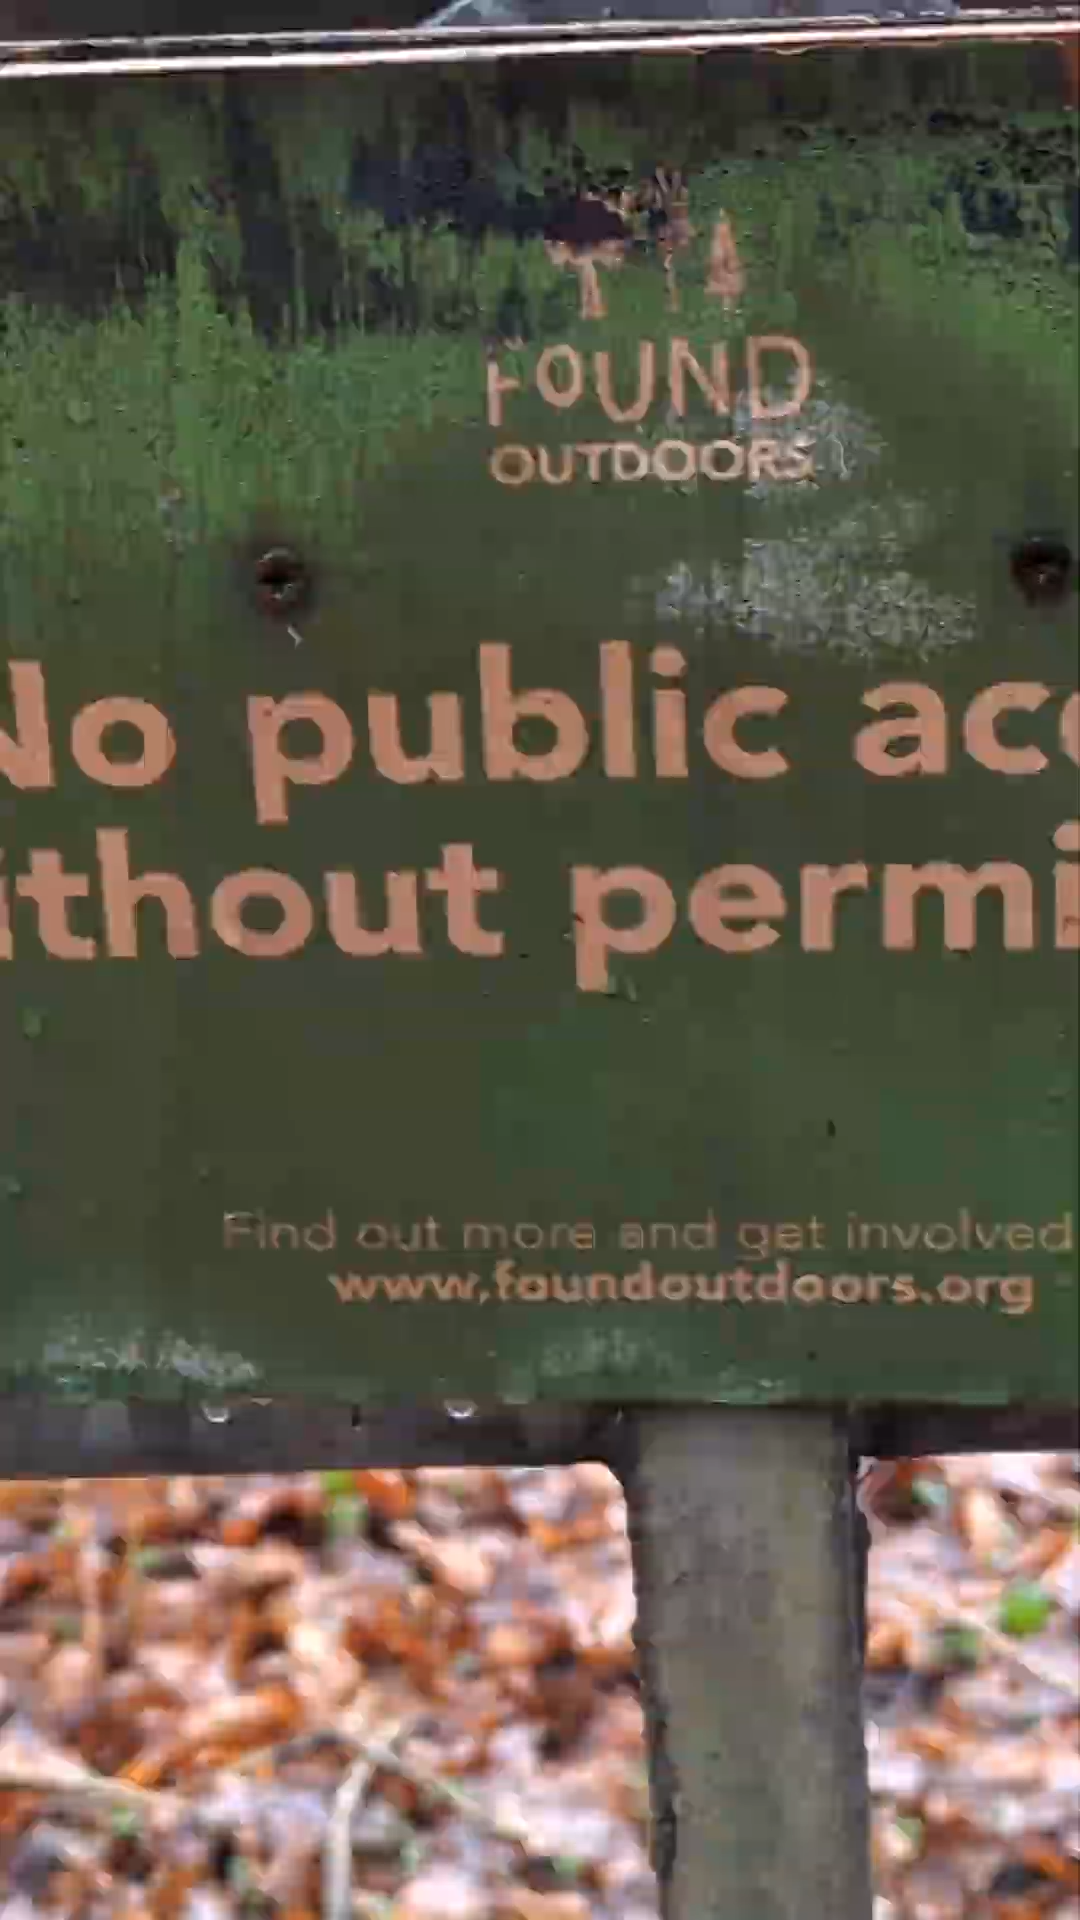 FOUND
OUTDOORS
No public acc
ithout permi
Find out more and get involved
www.foundoutdoors.org